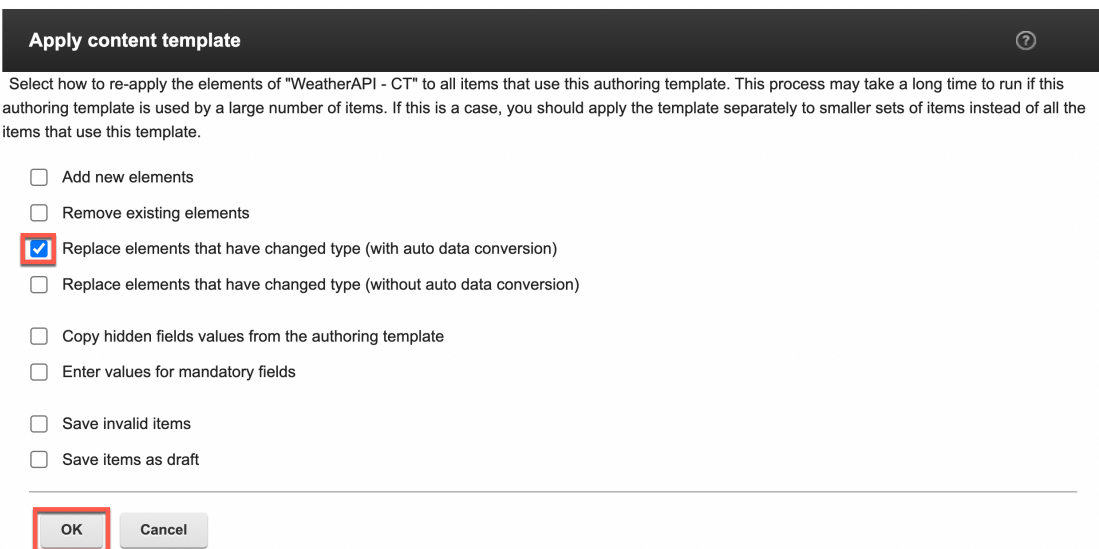 Apply content template
?
Select how to re-apply the elements of "WeatherAPI - CT" to all items that use this authoring template. This process may take a long time to run if this
authoring template is used by a large number of items. If this is a case, you should apply the template separately to smaller sets of items instead of all the
items that use this template.
Add new elements
Remove existing elements
Replace elements that have changed type (with auto data conversion)
Replace elements that have changed type (without auto data conversion)
Copy hidden fields values from the authoring template
Enter values for mandatory fields
Save invalid items
Save items as draft
OK Cancel